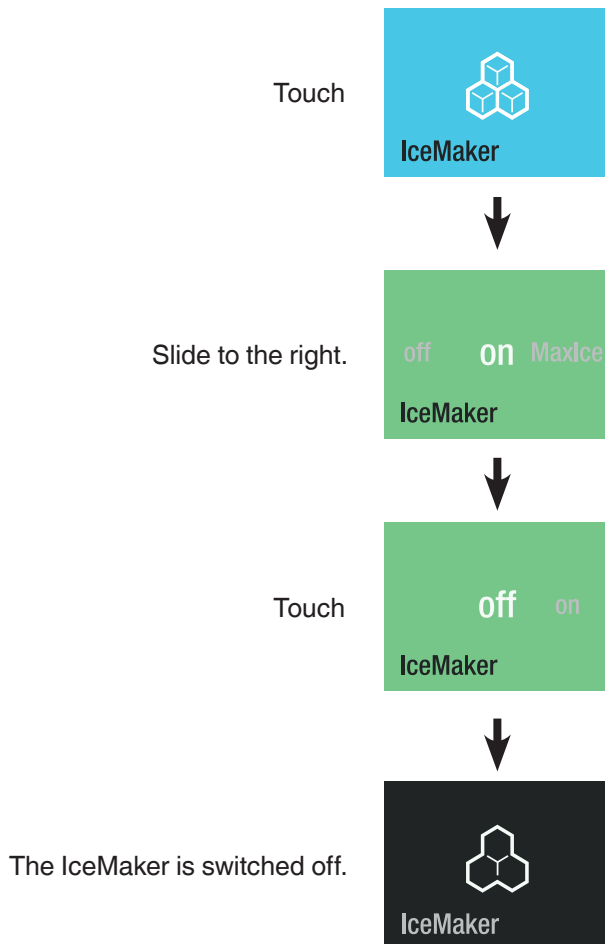 Touch
IceMaker
Slide to the right.
off on MaxIce
IceMaker
Touch
off on
IceMaker
The IceMaker is switched off.
IceMaker